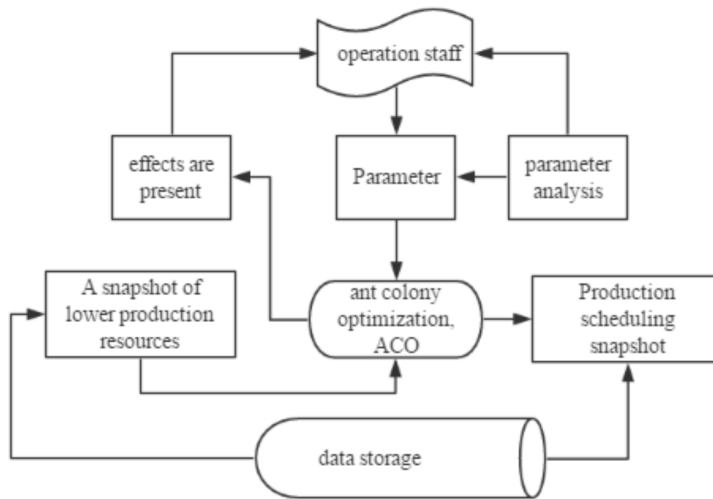 operation staff
effects are
present
Parameter
parameter
analysis
A snapshot of
lower production
resources
ant colony
optimization,
ACO
Production
scheduling
snapshot
data storage